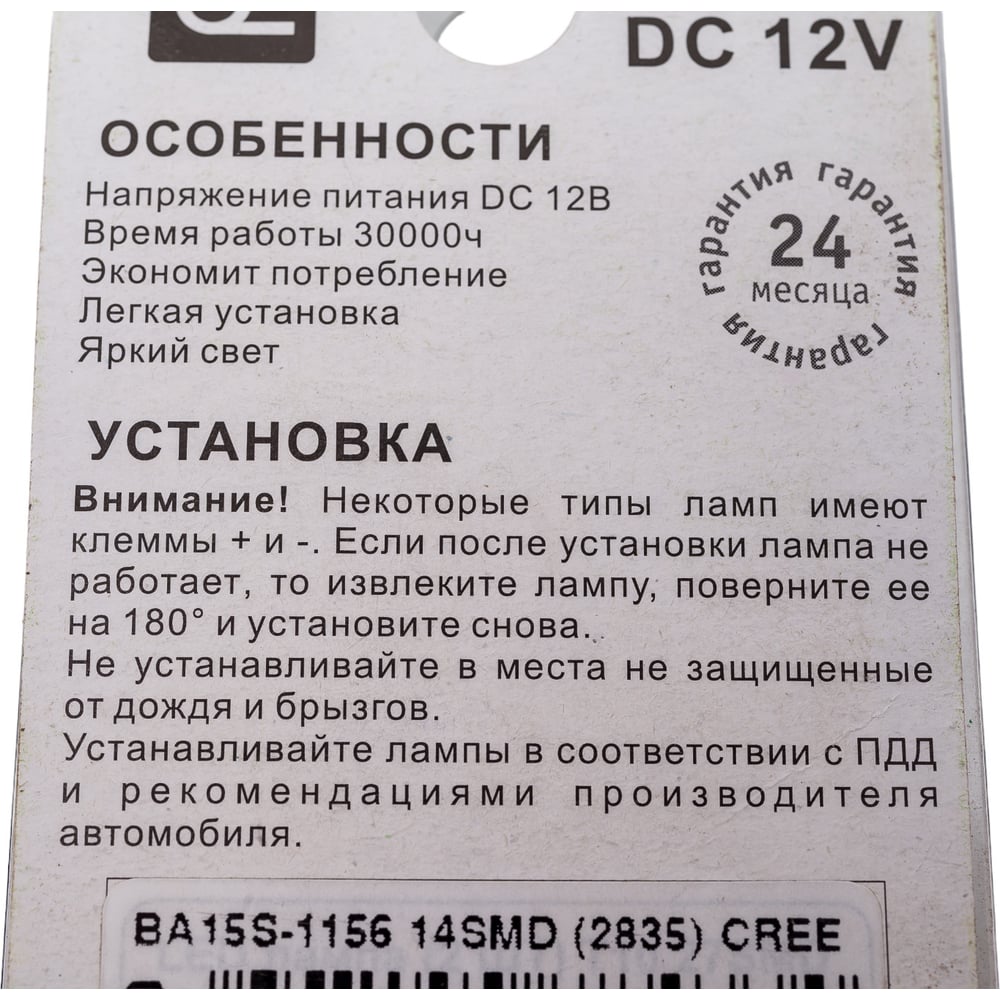 DC 12V
ОСОБЕННОСТИ
Напряжение питания DC 12В
Время работы 30000ч
Экономит потребление
Легкая установка
Яркий свет
гарантия гарантия гарантия
24
месяца
УСТАНОВКА
Внимание! Некоторые типы ламп имеют
клеммы + и -. Если после установки лампа не
работает, то извлеките лампу, поверните ее
на 180° и установите снова.
Не устанавливайте в места не защищенные
от дождя и брызгов.
Устанавливайте лампы в соответствии с ПДД
и рекомендациями производителя
автомобиля.
BA15S-1156 14SMD (2835) CREE